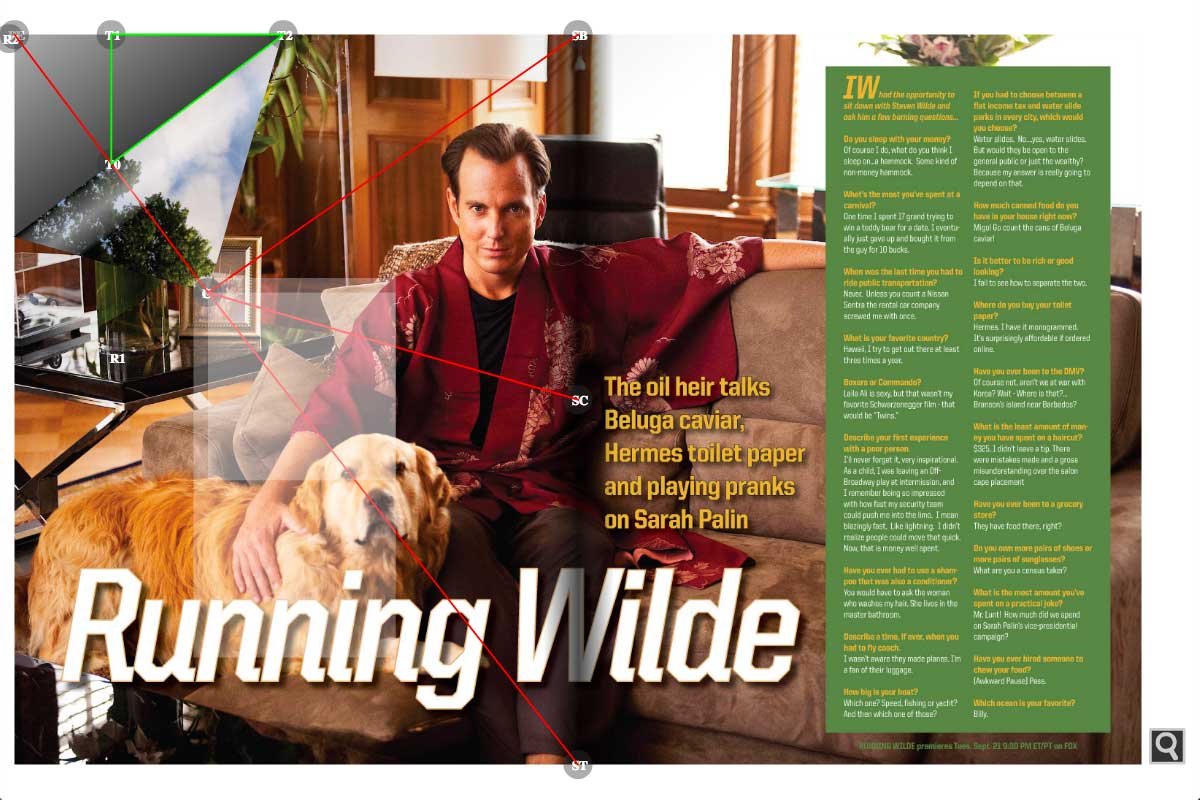 T1
T2
SB
T0
C
R1
SC
ST
The oil heir talks
Beluga caviar,
Hermes toilet paper
and playing pranks
on Sarah Palin
Running Wilde
IW had the opportunity to
sit down with Steven Wilde and
ask him a few burning questions...
Do you sleep with your money?
Of course I do, what do you think I
sleep on...a hammock. Some kind of
non-money hammock.
What's the most you've spent at a
carnival?
One time I spent 17 grand trying to
win a teddy bear for a date. I eventu-
ally just gave up and bought it from
the guy for 10 bucks.
When was the last time you had to
ride public transportation?
Never. Unless you count a Nissan
Sentra the rental car company
screwed me with once.
What is your favorite country?
Hawaii, I try to get out there at least
three times a year.
Boxers or Commando?
Laila Ali is sexy, but that wasn't my
favorite Schwarzenegger film - that
would be "Twins."
Describe your first experience
with a poor person.
I'll never forget it, very inspirational.
As a child, I was leaving an Off-
Broadway play at intermission, and
I remember being so impressed
with how fast my security team
could push me into the limo. I mean
blazingly fast. Like lightning. I didn't
realize people could move that quick.
Now, that is money well spent.
Have you ever had to use a sham-
poo that was also a conditioner?
You would have to ask the woman
who washes my hair. She lives in the
master bathroom.
Describe a time, if ever, when you
had to fly coach.
I wasn't aware they made planes. I'm
a fan of their luggage.
How big is your boat?
Which one? Speed, fishing or yacht?
And then which one of those?
If you had to choose between a
flat income tax and water slide
parks in every city, which would
you choose?
Water slides. No...yes, water slides.
But would they be open to the
general public or just the wealthy?
Because my answer is really going to
depend on that.
How much canned food do you
have in your house right now?
Migo! Go count the cans of Beluga
caviar!
Is it better to be rich or good
looking?
I fail to see how to separate the two.
Where do you buy your toilet
paper?
Hermes. I have it monogrammed.
It's surprisingly affordable if ordered
online.
Have you ever been to the DMV?
Of course not, aren't we at war with
Korea? Wait - Where is that?...
Branson's island near Barbados?
What is the least amount of mon-
ey you have spent on a haircut?
$325. I didn't leave a tip. There
were mistakes made and a gross
misunderstanding over the salon
cape placement
Have you ever been to a grocery
store?
They have food there, right?
Do you own more pairs of shoes or
more pairs of sunglasses?
What are you a census taker?
What is the most amount you've
spent on a practical joke?
Mr. Lunt! How much did we spend
on Sarah Palin's vice-presidential
campaign?
Have you ever hired someone to
chew your food?
[Awkward Pause] Pass.
Which ocean is your favorite?
Billy.
RUNNING WILDE premieres Tues. Sept. 21 9:30 PM ET/PT on FOX